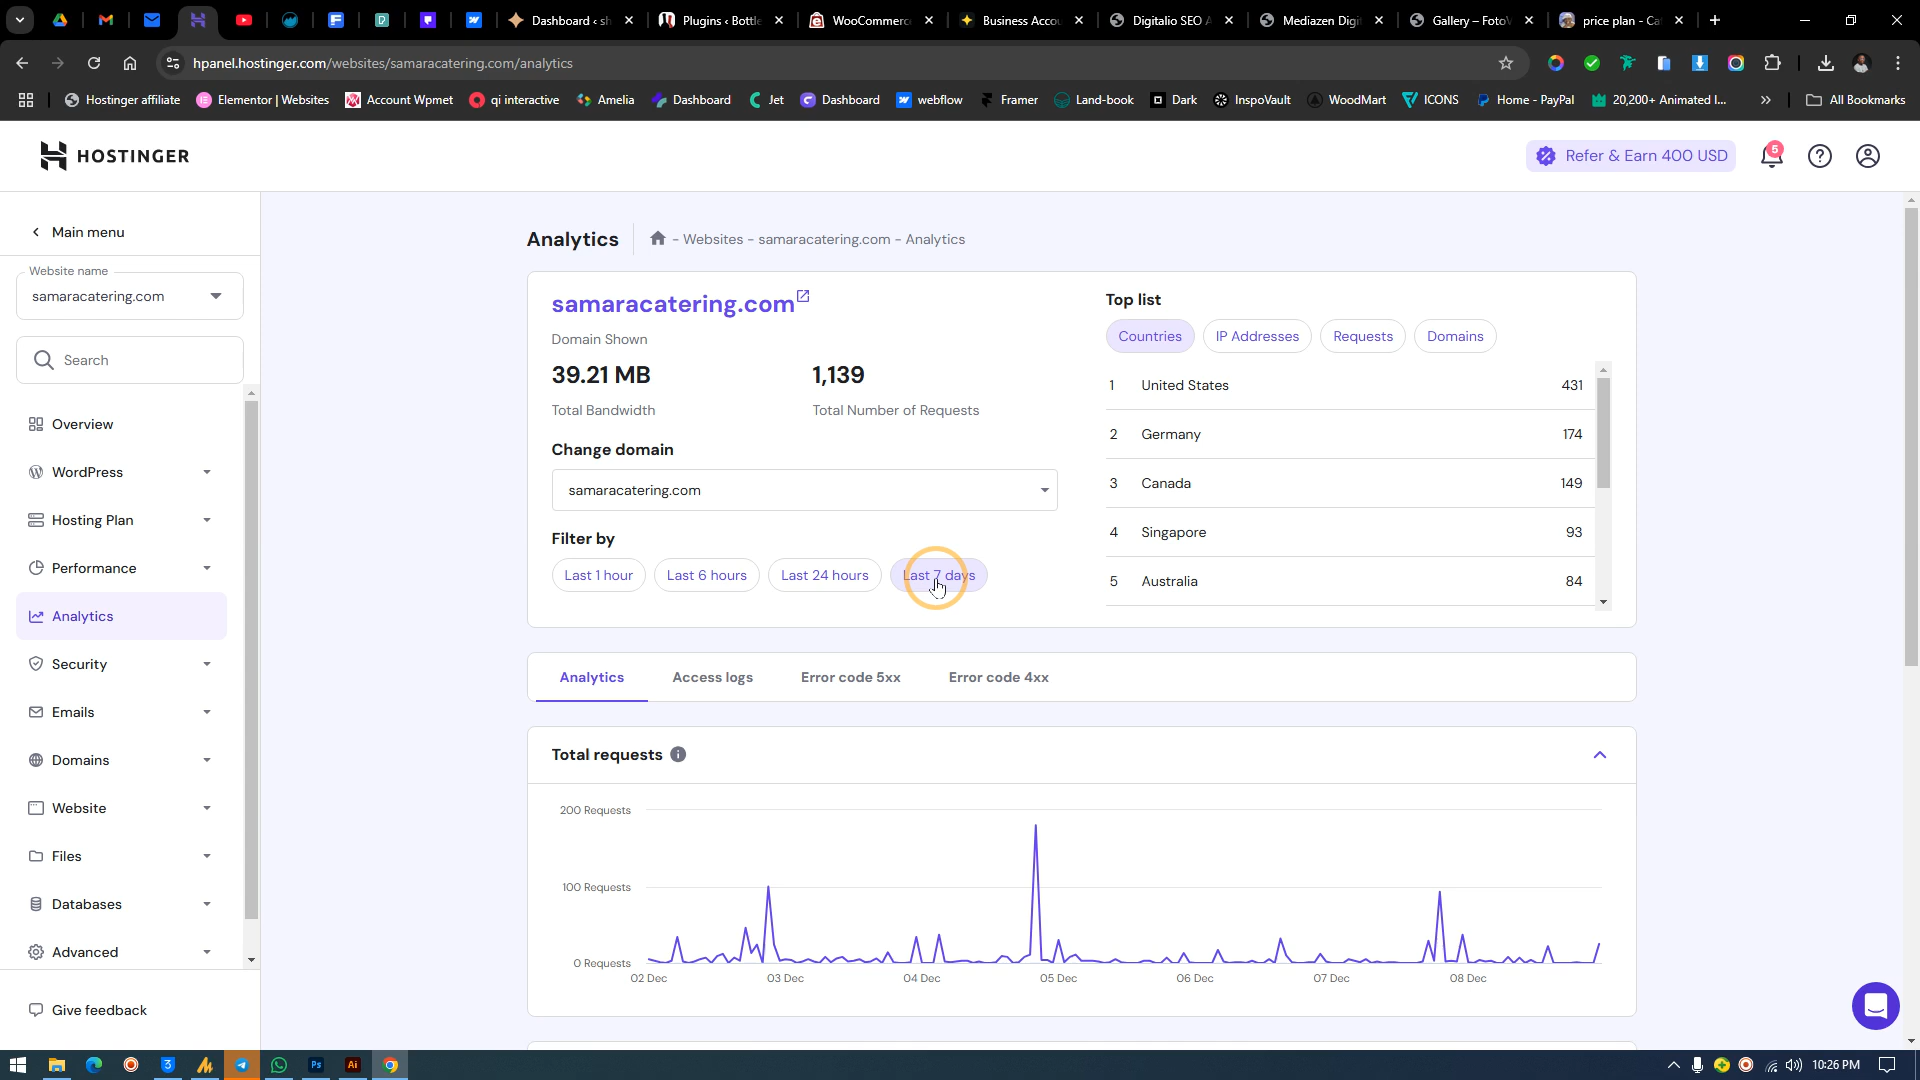 Dashboard ‹ sh
Plugins ‹ Bottle
WooCommerc
Business Accou
Digitalio SEO A
Mediazen Digit
Gallery – FotoV
price plan - Ca
hpanel.hostinger.com/websites/samaracatering.com/analytics
Hostinger affiliate
Elementor | Websites
Account Wpmet
qi interactive
Amelia
Dashboard
Jet
Dashboard
webflow
Framer
Land-book
Dark
InspoVault
WoodMart
ICONS
Home - PayPal
20,200+ Animated I...
All Bookmarks
HOSTINGER
Refer & Earn 400 USD
5
Main menu
Website name
samaracatering.com
Search
Overview
WordPress
Hosting Plan
Performance
Analytics
Security
Emails
Domains
Website
Files
Databases
Advanced
Give feedback
Analytics
- Websites - samaracatering.com - Analytics
samaracatering.com
Domain Shown
39.21 MB
1,139
Total Bandwidth
Total Number of Requests
Change domain
samaracatering.com
Filter by
Last 1 hour
Last 6 hours
Last 24 hours
Last 7 days
Top list
Countries
IP Addresses
Requests
Domains
1 United States 431
2 Germany 174
3 Canada 149
4 Singapore 93
5 Australia 84
Analytics
Access logs
Error code 5xx
Error code 4xx
Total requests
200 Requests
100 Requests
0 Requests
02 Dec
03 Dec
04 Dec
05 Dec
06 Dec
07 Dec
08 Dec
Ps
Ai
10:26 PM